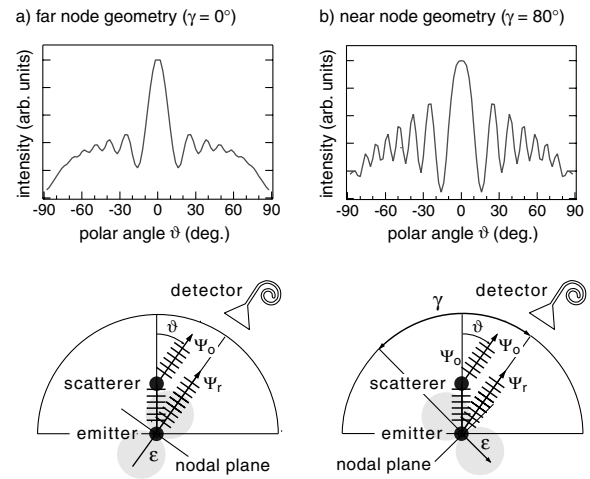 a) far node geometry (γ = 0°)
b) near node geometry (γ = 80°)
intensity (arb. units)
-90 -60 -30 0 30 60 90
polar angle ϑ (deg.)
intensity (arb. units)
-90 -60 -30 0 30 60 90
polar angle ϑ (deg.)
detector
ϑ
Ψo
scatterer
Ψr
emitter
ε
nodal plane
γ
detector
ϑ
Ψo
Ψo
scatterer
Ψr
emitter
ε
nodal plane